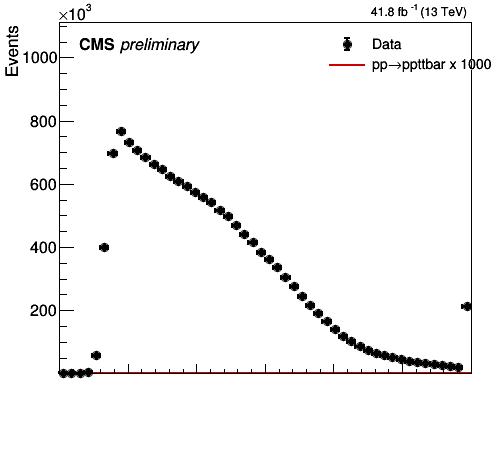 ×10³
41.8 fb⁻¹ (13 TeV)
Events
CMS preliminary
Data
pp→ppttbar x 1000
1000
800
600
400
200